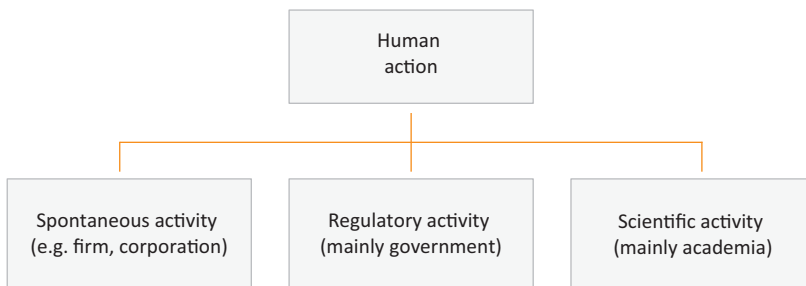 Human
action
Spontaneous activity
(e.g. firm, corporation)
Regulatory activity
(mainly government)
Scientific activity
(mainly academia)